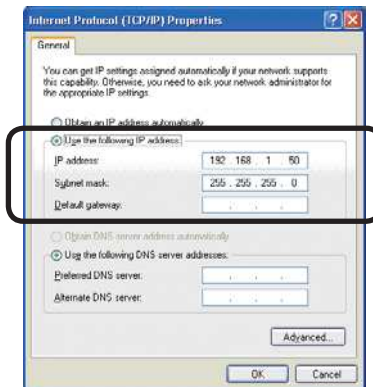 Internet Protocol (TCP/IP) Properties
General
You can get IP settings assigned automatically if your network supports
this capability. Otherwise, you need to ask your network administrator for
the appropriate IP settings.
Obtain an IP address automatically
Use the following IP address:
IP address: 192 . 168 . 1 . 50
Subnet mask: 255 . 255 . 255 . 0
Default gateway: . . .
Obtain DNS server address automatically
Use the following DNS server addresses:
Preferred DNS server: . . .
Alternate DNS server: . . .
Advanced...
OK Cancel